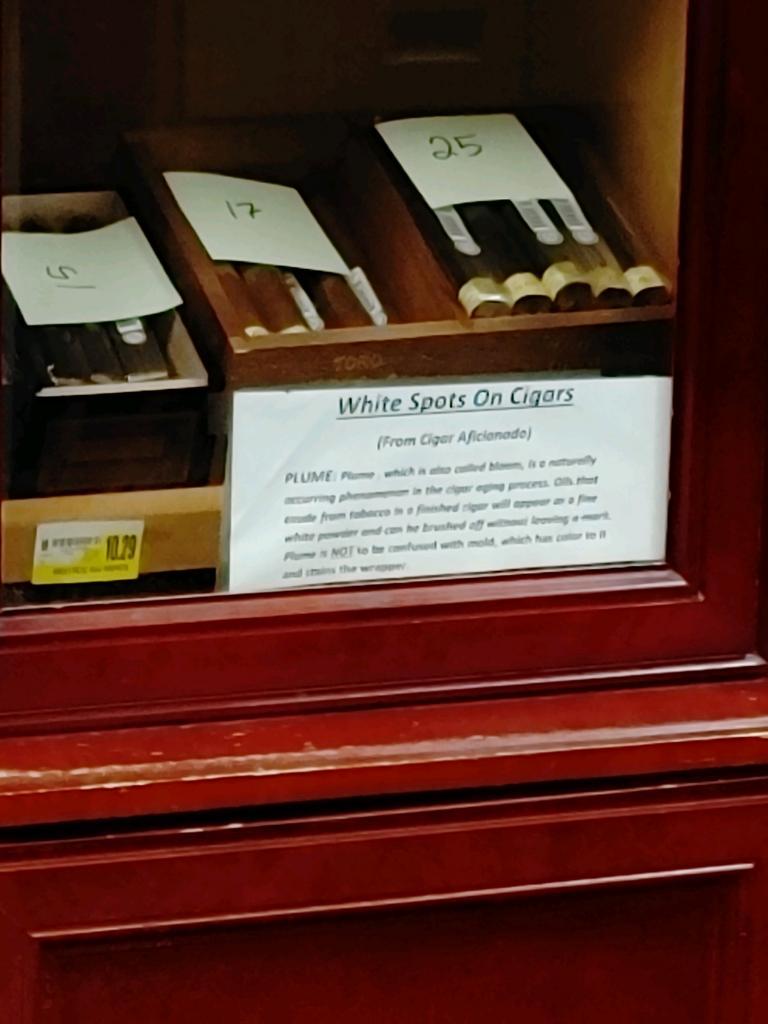 25
17
15
TORO
White Spots On Cigars
(From Cigar Aficionado)
PLUME: Plume, which is also called bloom, is a naturally
occurring phenomenon in the cigar aging process. Oils that
exude from tobacco in a finished cigar will appear as a fine
white powder and can be brushed off without leaving a mark.
Plume is NOT to be confused with mold, which has color to it
and stains the wrapper.
10.29